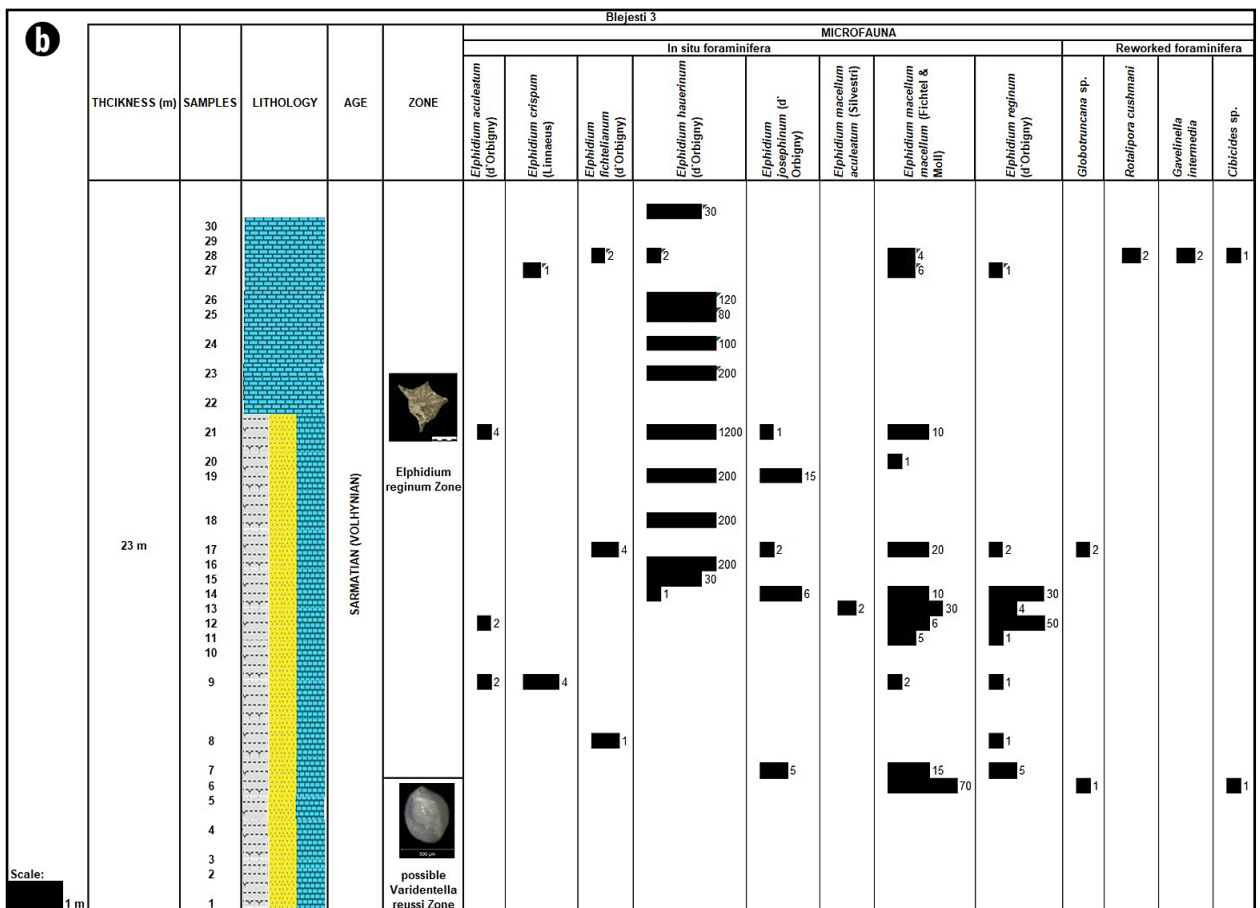 b
Blejesti 3
MICROFAUNA
In situ foraminifera
Reworked foraminifera
THCIKNESS (m)
SAMPLES
LITHOLOGY
AGE
ZONE
Elphidium aculeatum
(d`Orbigny)
Elphidium crispum
(Linnaeus)
Elphidium
fichtelianum
(d`Orbigny)
Elphidium hauerinum
(d`Orbigny)
Elphidium
josephinum (d`
Orbigny)
Elphidium macellum
aculeatum (Silvestri)
Elphidium macellum
macellum (Fichtel &
Moll)
Elphidium reginum
(d`Orbigny)
Globotruncana sp.
Rotalipora cushmani
Gavelinella
intermedia
Cibicides sp.
30
30
29
28 2 2 4 2 2 1
27 1 6 1
26 120
25 80
24 100
23 200
22
21 4 1200 1 10
20 1
19 200 15
Elphidium
reginum Zone
18 200
23 m
SARMATIAN (VOLHYNIAN)
17 4 2 20 2 2
16 200
15 30
14 1 6 10 30
13 2 30 4
12 2 6 50
11 5 1
10
9 2 4 2 1
8 1 1
7 5 15 5
6 70 1 1
5
4
500 µm
3
2
possible
Varidentella
reussi Zone
1
Scale:
1 m